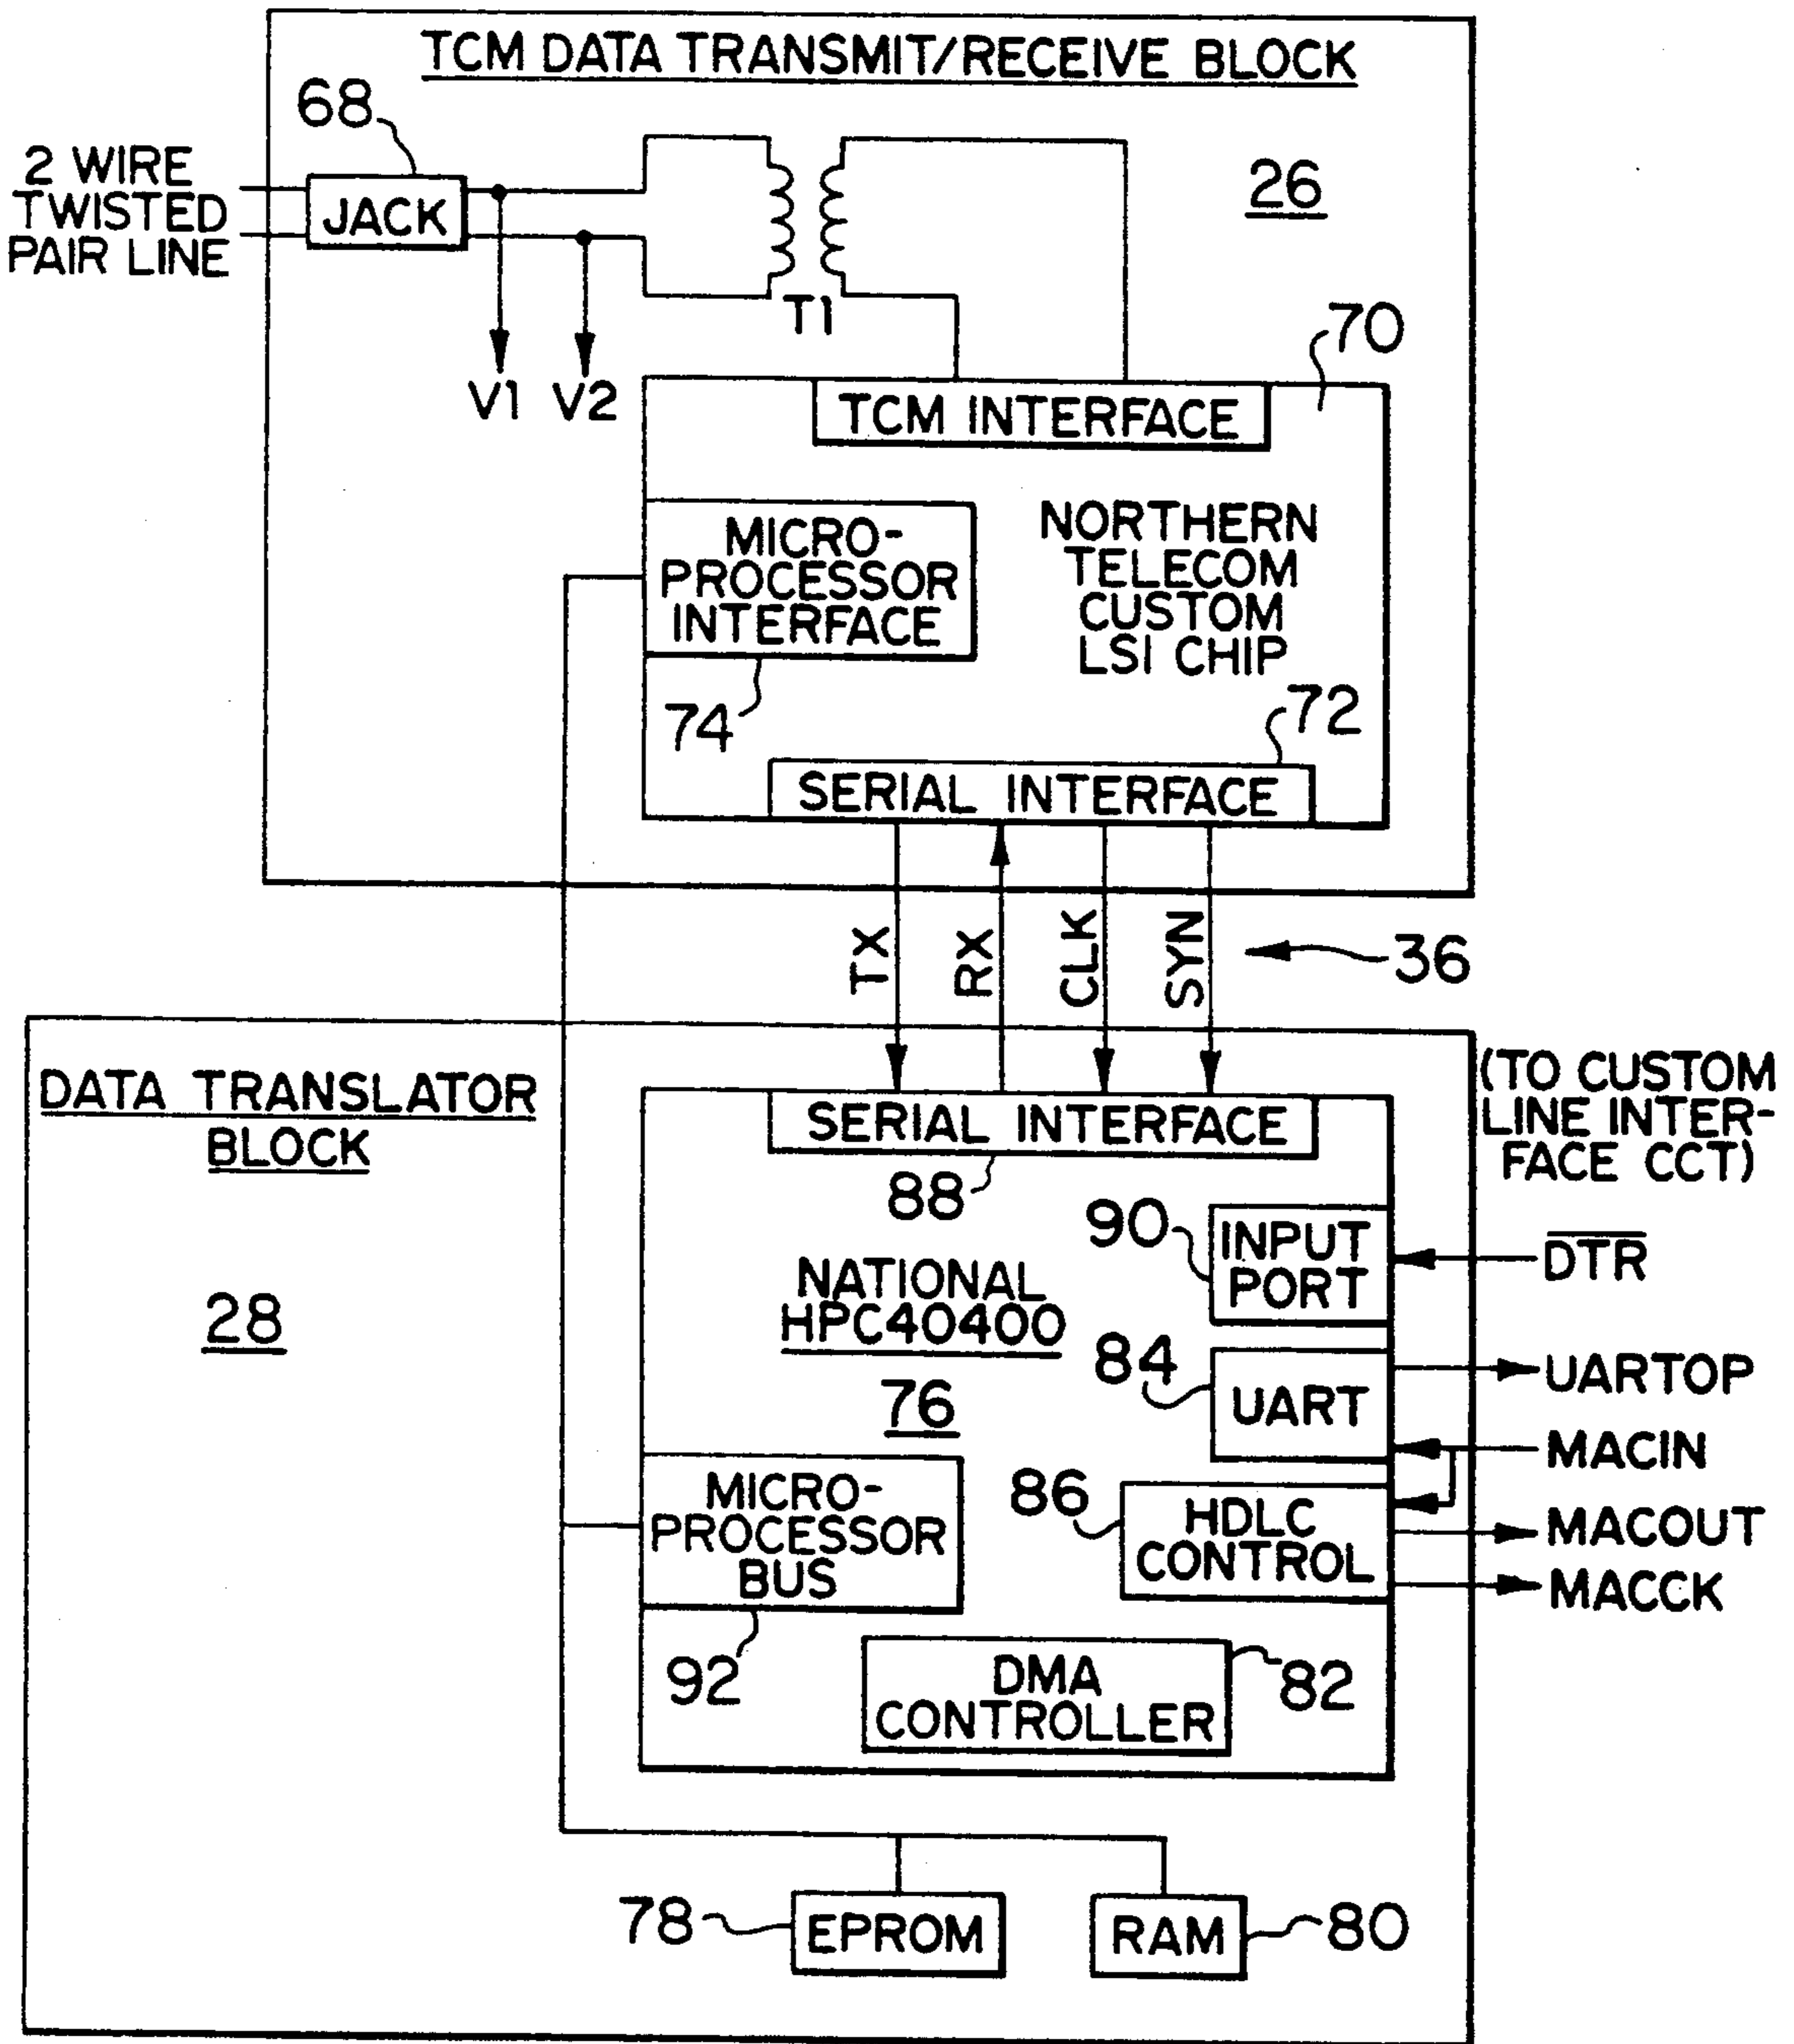 TCM DATA TRANSMIT/RECEIVE BLOCK
68
2 WIRE
TWISTED
PAIR LINE
JACK
26
T1
V1 V2
70
TCM INTERFACE
MICRO-
PROCESSOR
INTERFACE
NORTHERN
TELECOM
CUSTOM
LSI CHIP
74
72
SERIAL INTERFACE
TX
RX
CLK
SYN
36
DATA TRANSLATOR
BLOCK
(TO CUSTOM
LINE INTER-
FACE CCT)
SERIAL INTERFACE
88
90
INPUT
PORT
DTR
28
NATIONAL
HPC40400
76
84
UART
UARTOP
MACIN
MICRO-
PROCESSOR
BUS
86
HDLC
CONTROL
MACOUT
MACCK
92
DMA
CONTROLLER
82
78
EPROM
RAM
80